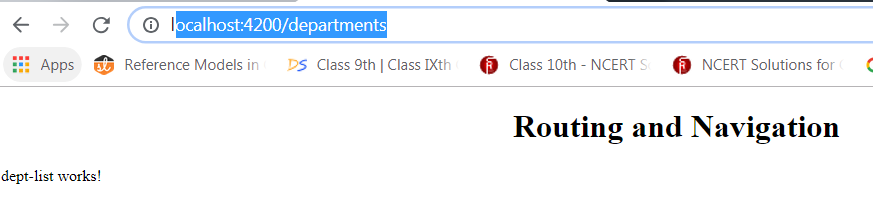 localhost:4200/departments
Apps Reference Models in Class 9th | Class IXth Class 10th - NCERT S NCERT Solutions for
Routing and Navigation
dept-list works!